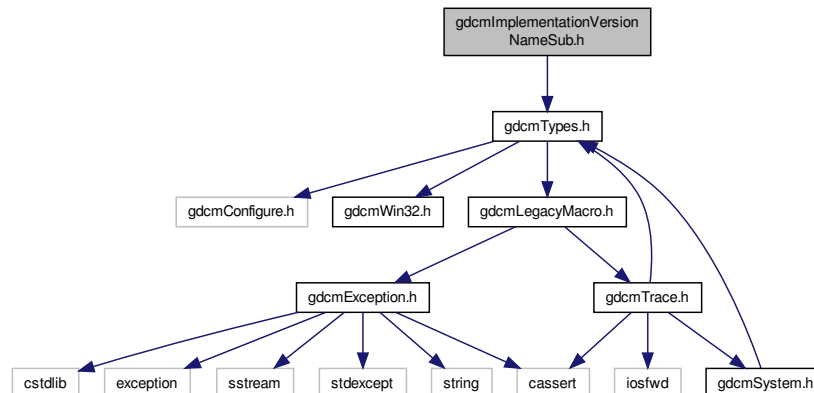 gdcmImplementationVersion
NameSub.h
gdcmTypes.h
gdcmConfigure.h
gdcmWin32.h
gdcmLegacyMacro.h
gdcmException.h
gdcmTrace.h
cstdlib
exception
sstream
stdexcept
string
cassert
iosfwd
gdcmSystem.h